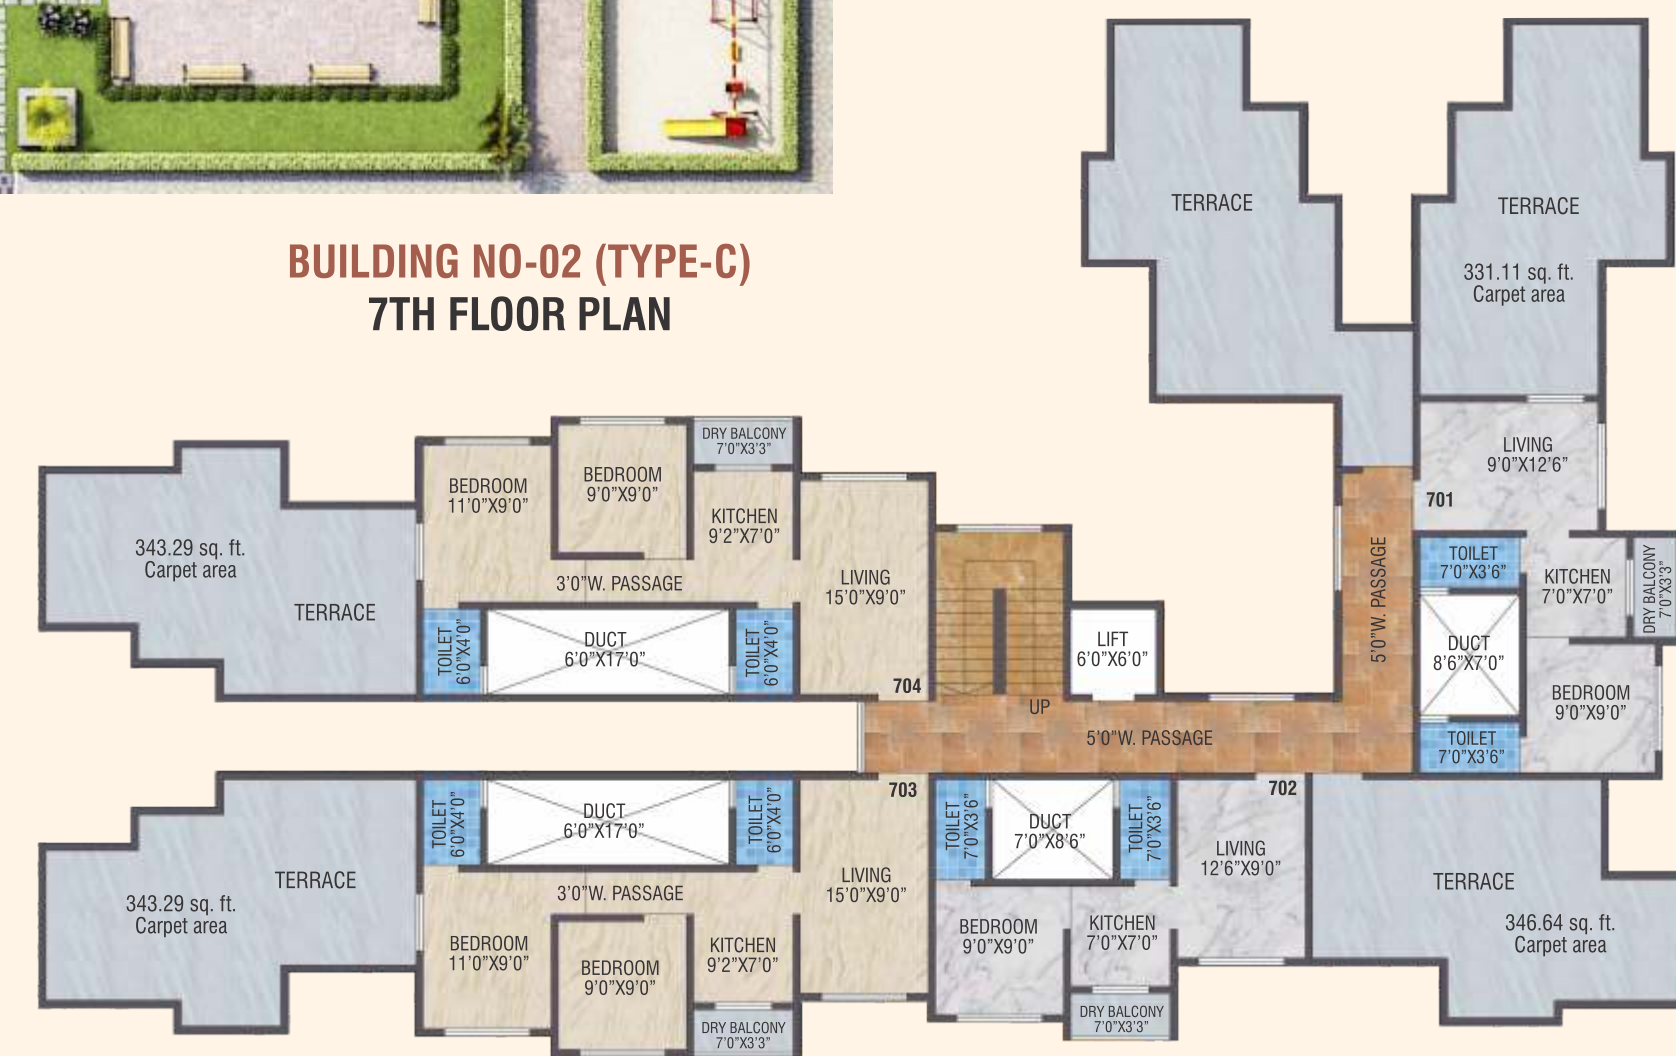 BUILDING NO-02 (TYPE-C)
7TH FLOOR PLAN
TERRACE
TERRACE
331.11 sq. ft.
Carpet area
LIVING
9'0"X12'6"
701
TOILET
7'0"X3'6"
KITCHEN
7'0"X7'0"
DRY BALCONY
7'0"X3'3"
DUCT
8'6"X7'0"
BEDROOM
9'0"X9'0"
TOILET
7'0"X3'6"
5'0"W. PASSAGE
343.29 sq. ft.
Carpet area
TERRACE
BEDROOM
11'0"X9'0"
BEDROOM
9'0"X9'0"
DRY BALCONY
7'0"X3'3"
KITCHEN
9'2"X7'0"
3'0"W. PASSAGE
LIVING
15'0"X9'0"
TOILET
6'0"X4'0"
DUCT
6'0"X17'0"
TOILET
6'0"X4'0"
704
LIFT
6'0"X6'0"
UP
5'0"W. PASSAGE
TERRACE
343.29 sq. ft.
Carpet area
TOILET
6'0"X4'0"
DUCT
6'0"X17'0"
TOILET
6'0"X4'0"
703
3'0"W. PASSAGE
LIVING
15'0"X9'0"
BEDROOM
11'0"X9'0"
BEDROOM
9'0"X9'0"
KITCHEN
9'2"X7'0"
DRY BALCONY
7'0"X3'3"
TOILET
7'0"X3'6"
DUCT
7'0"X8'6"
TOILET
7'0"X3'6"
702
LIVING
12'6"X9'0"
BEDROOM
9'0"X9'0"
KITCHEN
7'0"X7'0"
DRY BALCONY
7'0"X3'3"
TERRACE
346.64 sq. ft.
Carpet area